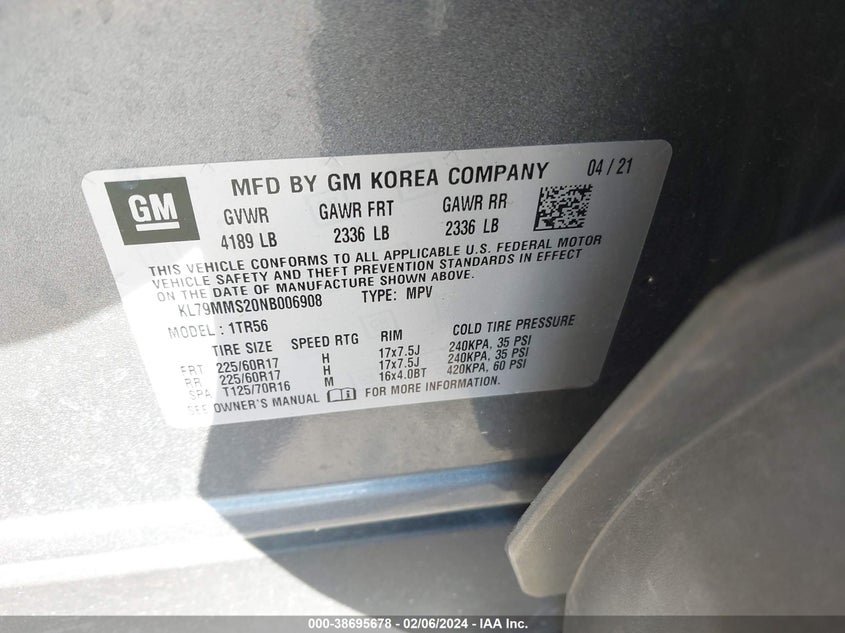 GM
MFD BY GM KOREA COMPANY 04 / 21
GVWR GAWR FRT GAWR RR
4189 LB 2336 LB 2336 LB
THIS VEHICLE CONFORMS TO ALL APPLICABLE U.S. FEDERAL MOTOR
VEHICLE SAFETY AND THEFT PREVENTION STANDARDS IN EFFECT
ON THE DATE OF MANUFACTURE SHOWN ABOVE.
KL79MMS20NB006908 TYPE: MPV
MODEL: 1TR56
TIRE SIZE SPEED RTG RIM COLD TIRE PRESSURE
FRT 225/60R17 H 17x7.5J 240KPA, 35 PSI
RR 225/60R17 H 17x7.5J 240KPA, 35 PSI
SPA T125/70R16 M 16x4.0BT 420KPA, 60 PSI
SEE OWNER'S MANUAL FOR MORE INFORMATION.
000-38695678 - 02/06/2024 - IAA Inc.